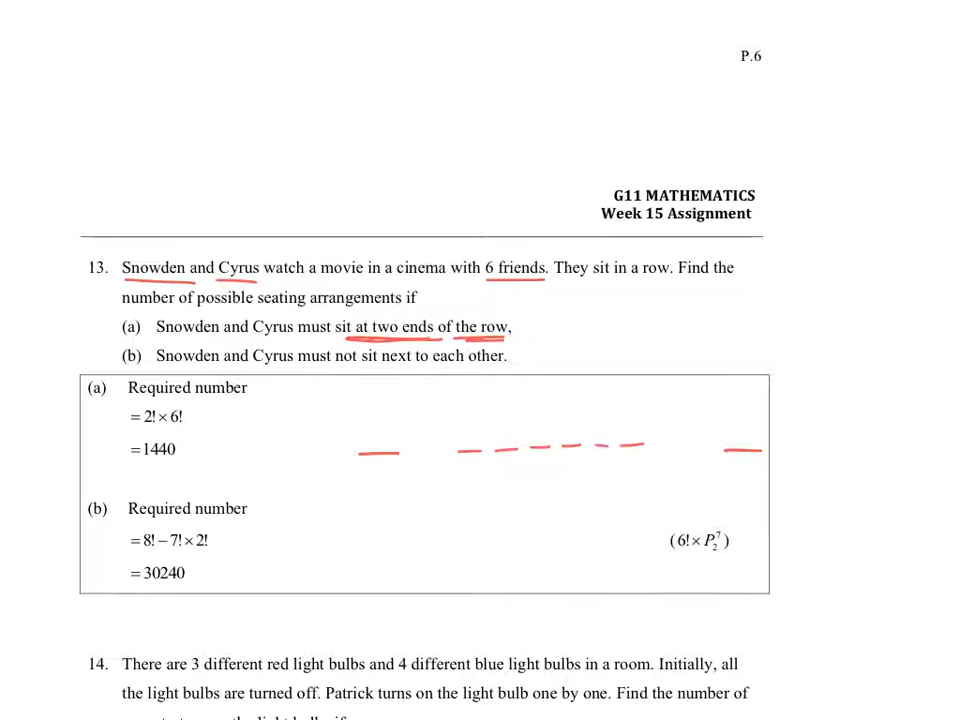 P.6
G11 MATHEMATICS
Week 15 Assignment
13. Snowden and Cyrus watch a movie in a cinema with 6 friends. They sit in a row. Find the
number of possible seating arrangements if
(a) Snowden and Cyrus must sit at two ends of the row,
(b) Snowden and Cyrus must not sit next to each other.
(a) Required number
=2!×6!
=1440
(b) Required number
=8!−7!×2! (6!×P₂⁷)
=30240
14. There are 3 different red light bulbs and 4 different blue light bulbs in a room. Initially, all
the light bulbs are turned off. Patrick turns on the light bulb one by one. Find the number of